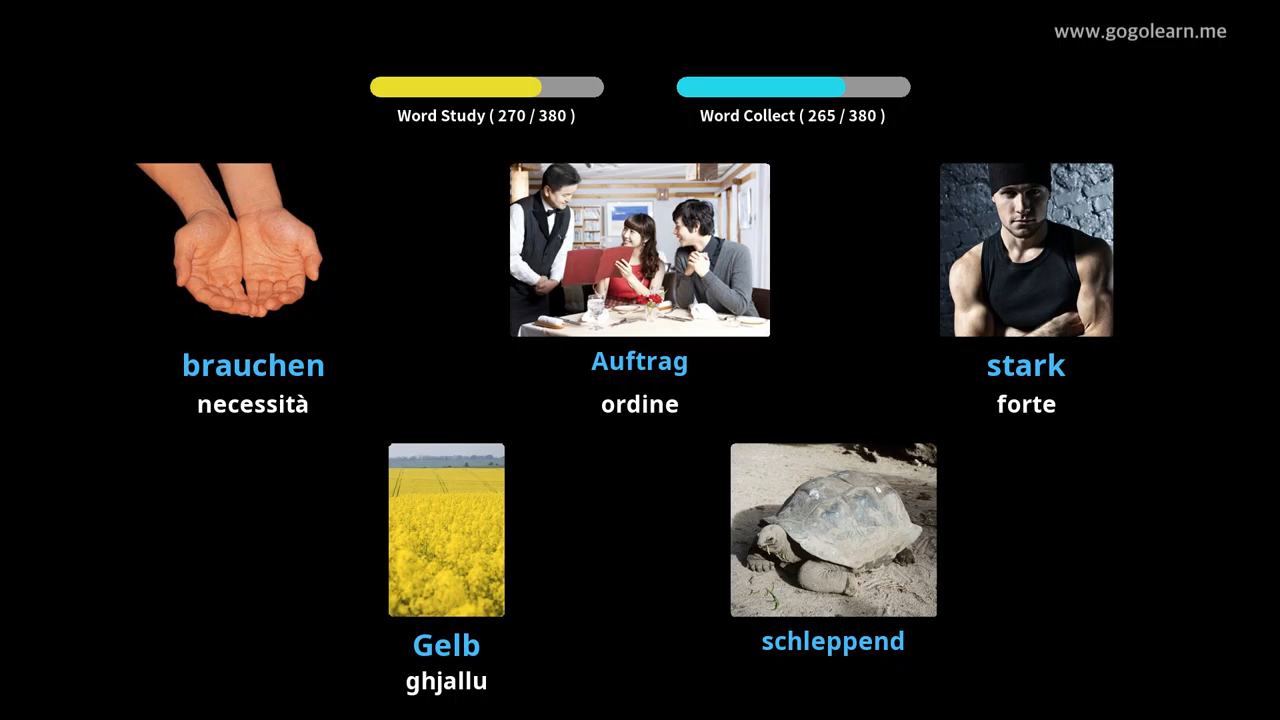 www.gogolearn.me
Word Study ( 270 / 380 )
Word Collect ( 265 / 380 )
brauchen
necessità
Auftrag
ordine
stark
forte
Gelb
ghjallu
schleppend